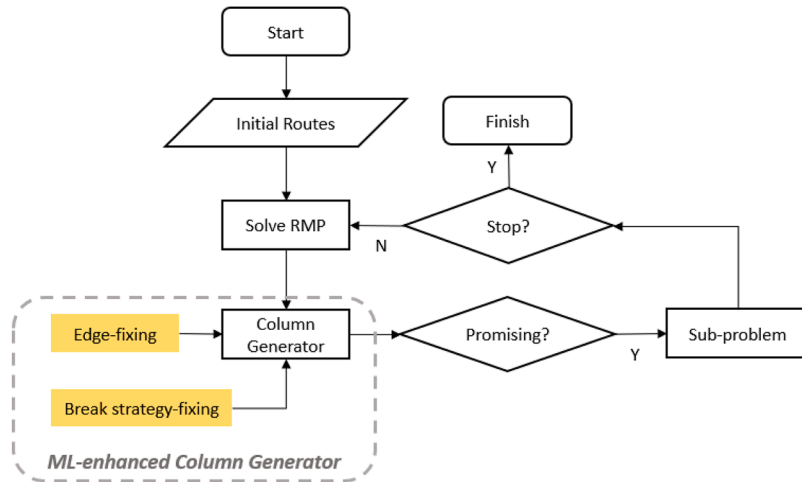 Start
Initial Routes
Finish
Y
Solve RMP
N
Stop?
Edge-fixing
Column
Generator
Promising?
Y
Sub-problem
Break strategy-fixing
ML-enhanced Column Generator